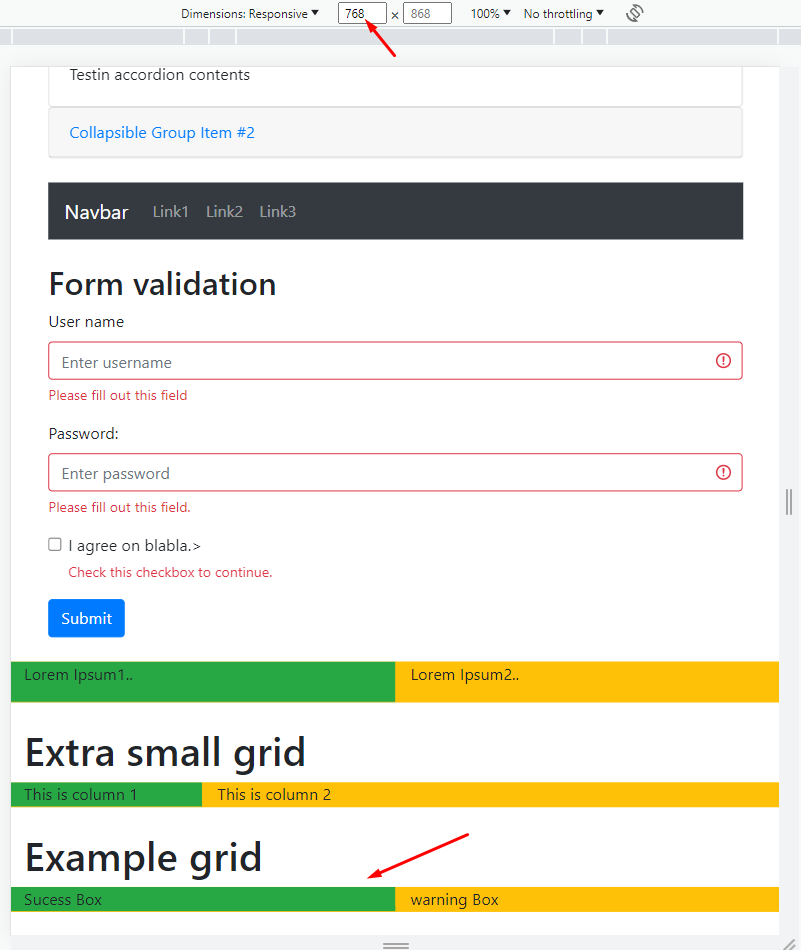 Dimensions: Responsive ▼ 768 × 868 100% ▼ No throttling ▼
Testin accordion contents
Collapsible Group Item #2
Navbar Link1 Link2 Link3
Form validation
User name
Enter username
Please fill out this field
Password:
Enter password
Please fill out this field.
I agree on blabla.>
Check this checkbox to continue.
Submit
Lorem Ipsum1.. Lorem Ipsum2..
Extra small grid
This is column 1 This is column 2
Example grid
Sucess Box warning Box